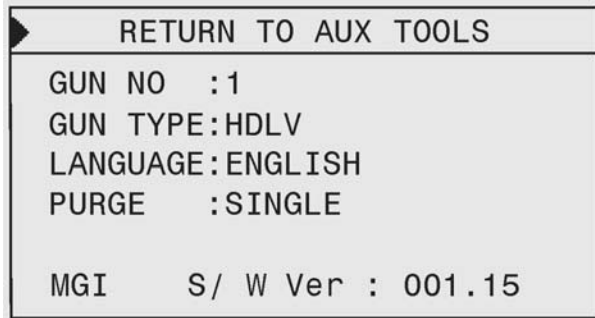 RETURN TO AUX TOOLS
GUN NO :1
GUN TYPE:HDLV
LANGUAGE:ENGLISH
PURGE :SINGLE
MGI S/ W Ver : 001.15